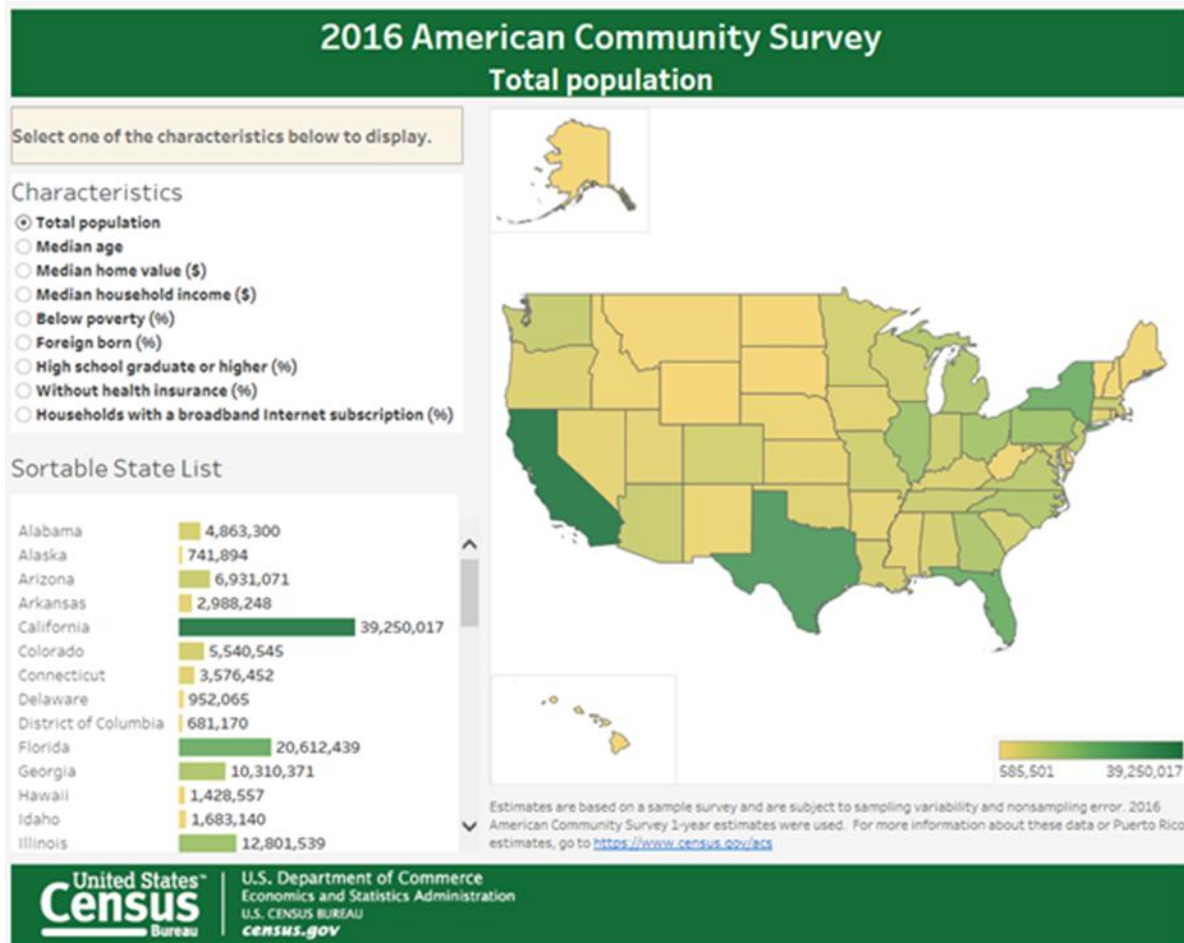 2016 American Community Survey
Total population
Select one of the characteristics below to display.
Characteristics
Total population
Median age
Median home value ($)
Median household income ($)
Below poverty (%)
Foreign born (%)
High school graduate or higher (%)
Without health insurance (%)
Households with a broadband Internet subscription (%)
Sortable State List
Alabama 4,863,300
Alaska 741,894
Arizona 6,931,071
Arkansas 2,988,248
California 39,250,017
Colorado 5,540,545
Connecticut 3,576,452
Delaware 952,065
District of Columbia 681,170
Florida 20,612,439
Georgia 10,310,371
Hawaii 1,428,557
Idaho 1,683,140
Illinois 12,801,539
585,501 39,250,017
Estimates are based on a sample survey and are subject to sampling variability and nonsampling error. 2016
American Community Survey 1-year estimates were used. For more information about these data or Puerto Rico
estimates, go to https://www.census.gov/acs
United States™
Census
Bureau
U.S. Department of Commerce
Economics and Statistics Administration
U.S. CENSUS BUREAU
census.gov